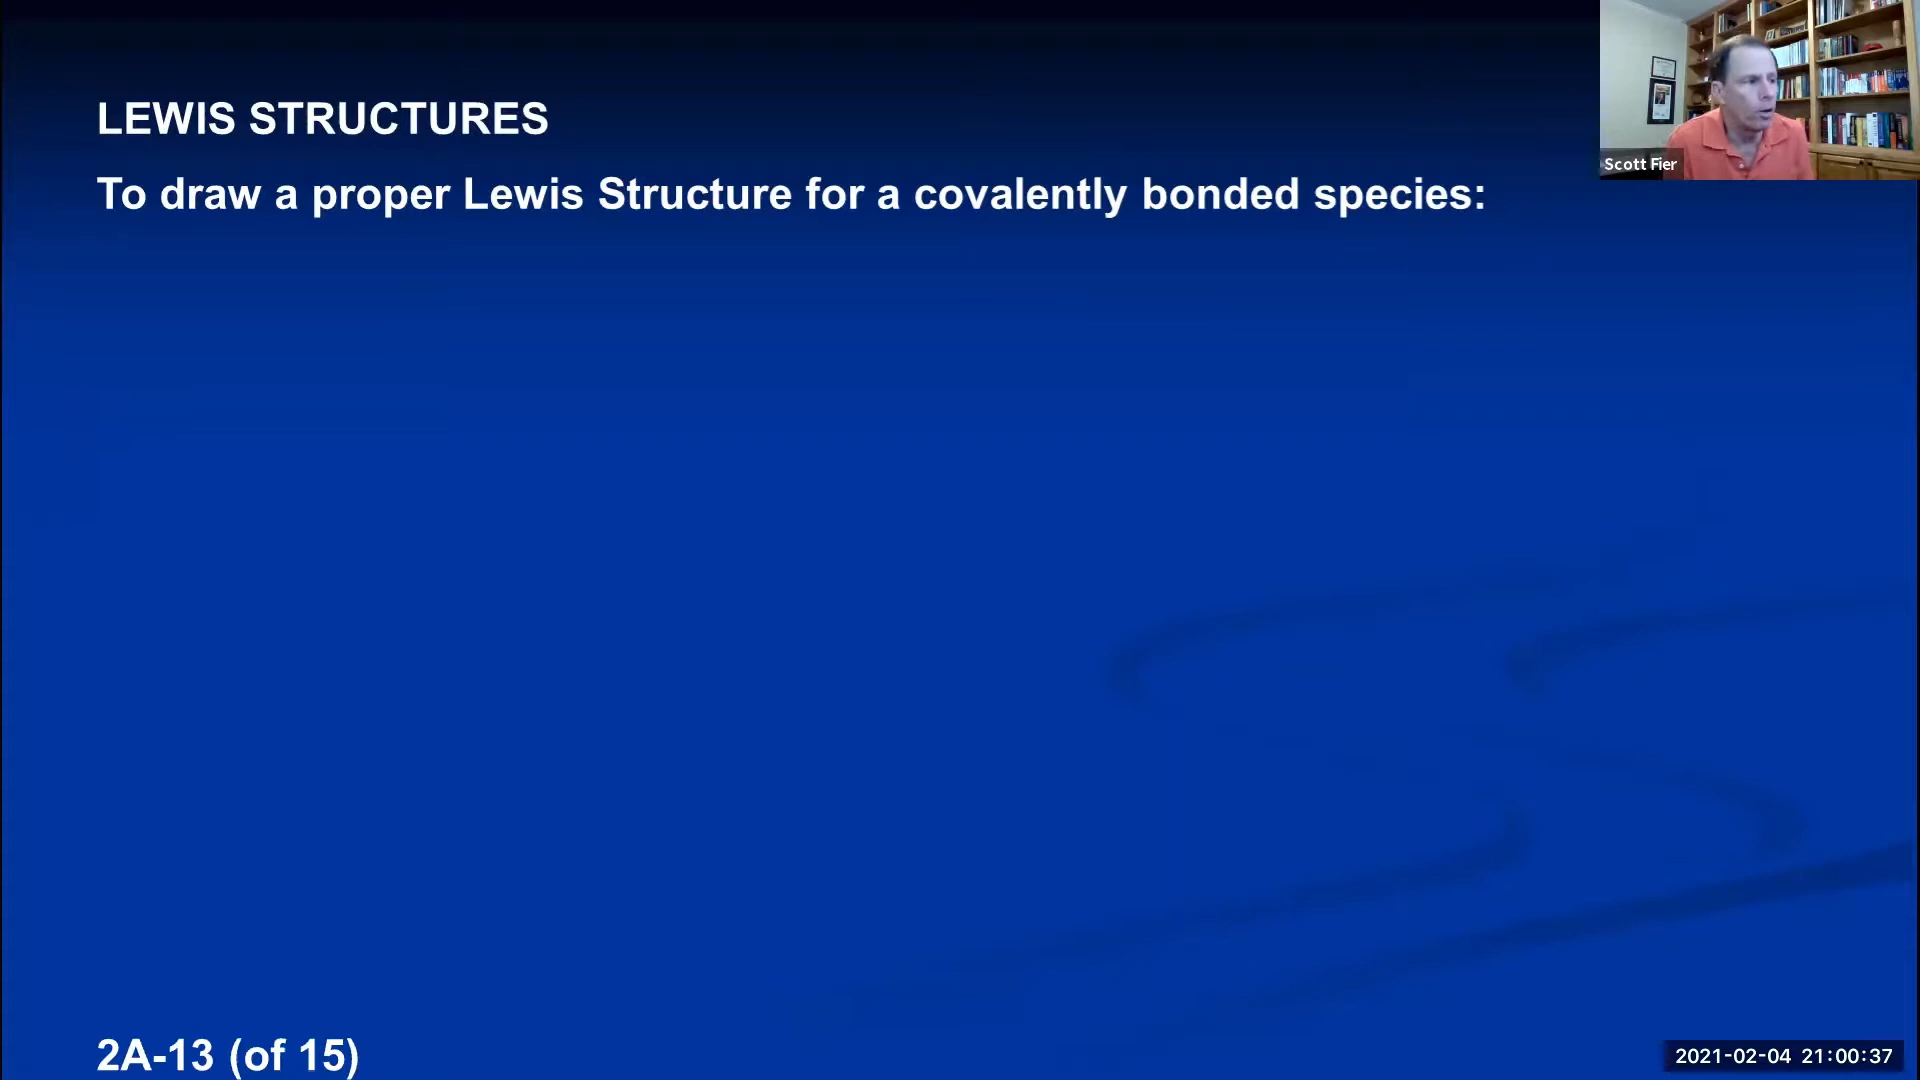 LEWIS STRUCTURES
To draw a proper Lewis Structure for a covalently bonded species:
Scott Fier
2A-13 (of 15)
2021-02-04 21:00:37